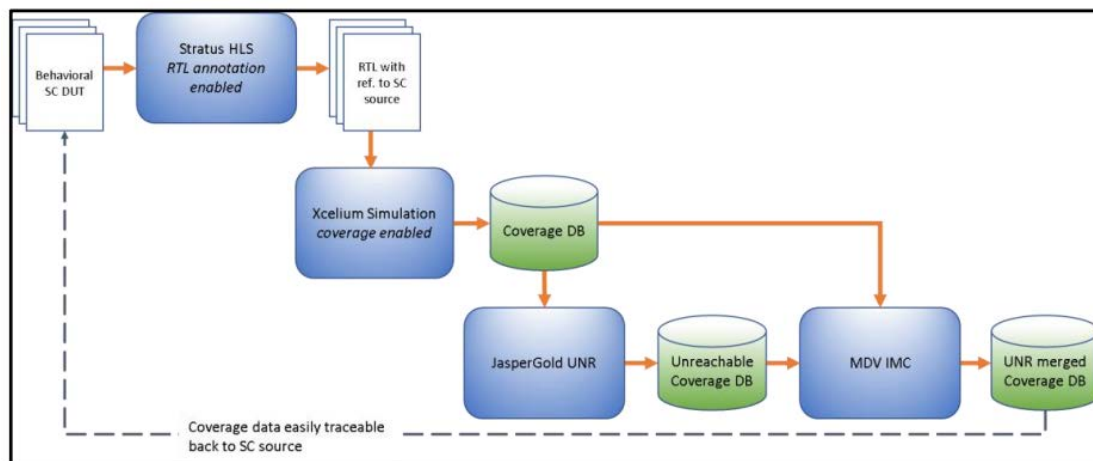 Behavioral
SC DUT
Stratus HLS
RTL annotation
enabled
RTL with
ref. to SC
source
Xcelium Simulation
coverage enabled
Coverage DB
JasperGold UNR
Unreachable
Coverage DB
MDV IMC
UNR merged
Coverage DB
Coverage data easily traceable
back to SC source